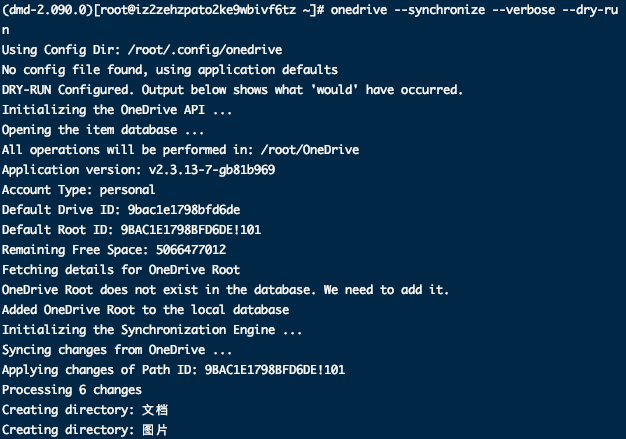 (dmd-2.090.0)[root@iz2zehzpato2ke9wbivf6tz ~]# onedrive --synchronize --verbose --dry-ru
n
Using Config Dir: /root/.config/onedrive
No config file found, using application defaults
DRY-RUN Configured. Output below shows what 'would' have occurred.
Initializing the OneDrive API ...
Opening the item database ...
All operations will be performed in: /root/OneDrive
Application version: v2.3.13-7-gb81b969
Account Type: personal
Default Drive ID: 9bac1e1798bfd6de
Default Root ID: 9BAC1E1798BFD6DE!101
Remaining Free Space: 5066477012
Fetching details for OneDrive Root
OneDrive Root does not exist in the database. We need to add it.
Added OneDrive Root to the local database
Initializing the Synchronization Engine ...
Syncing changes from OneDrive ...
Applying changes of Path ID: 9BAC1E1798BFD6DE!101
Processing 6 changes
Creating directory: 文档
Creating directory: 图片